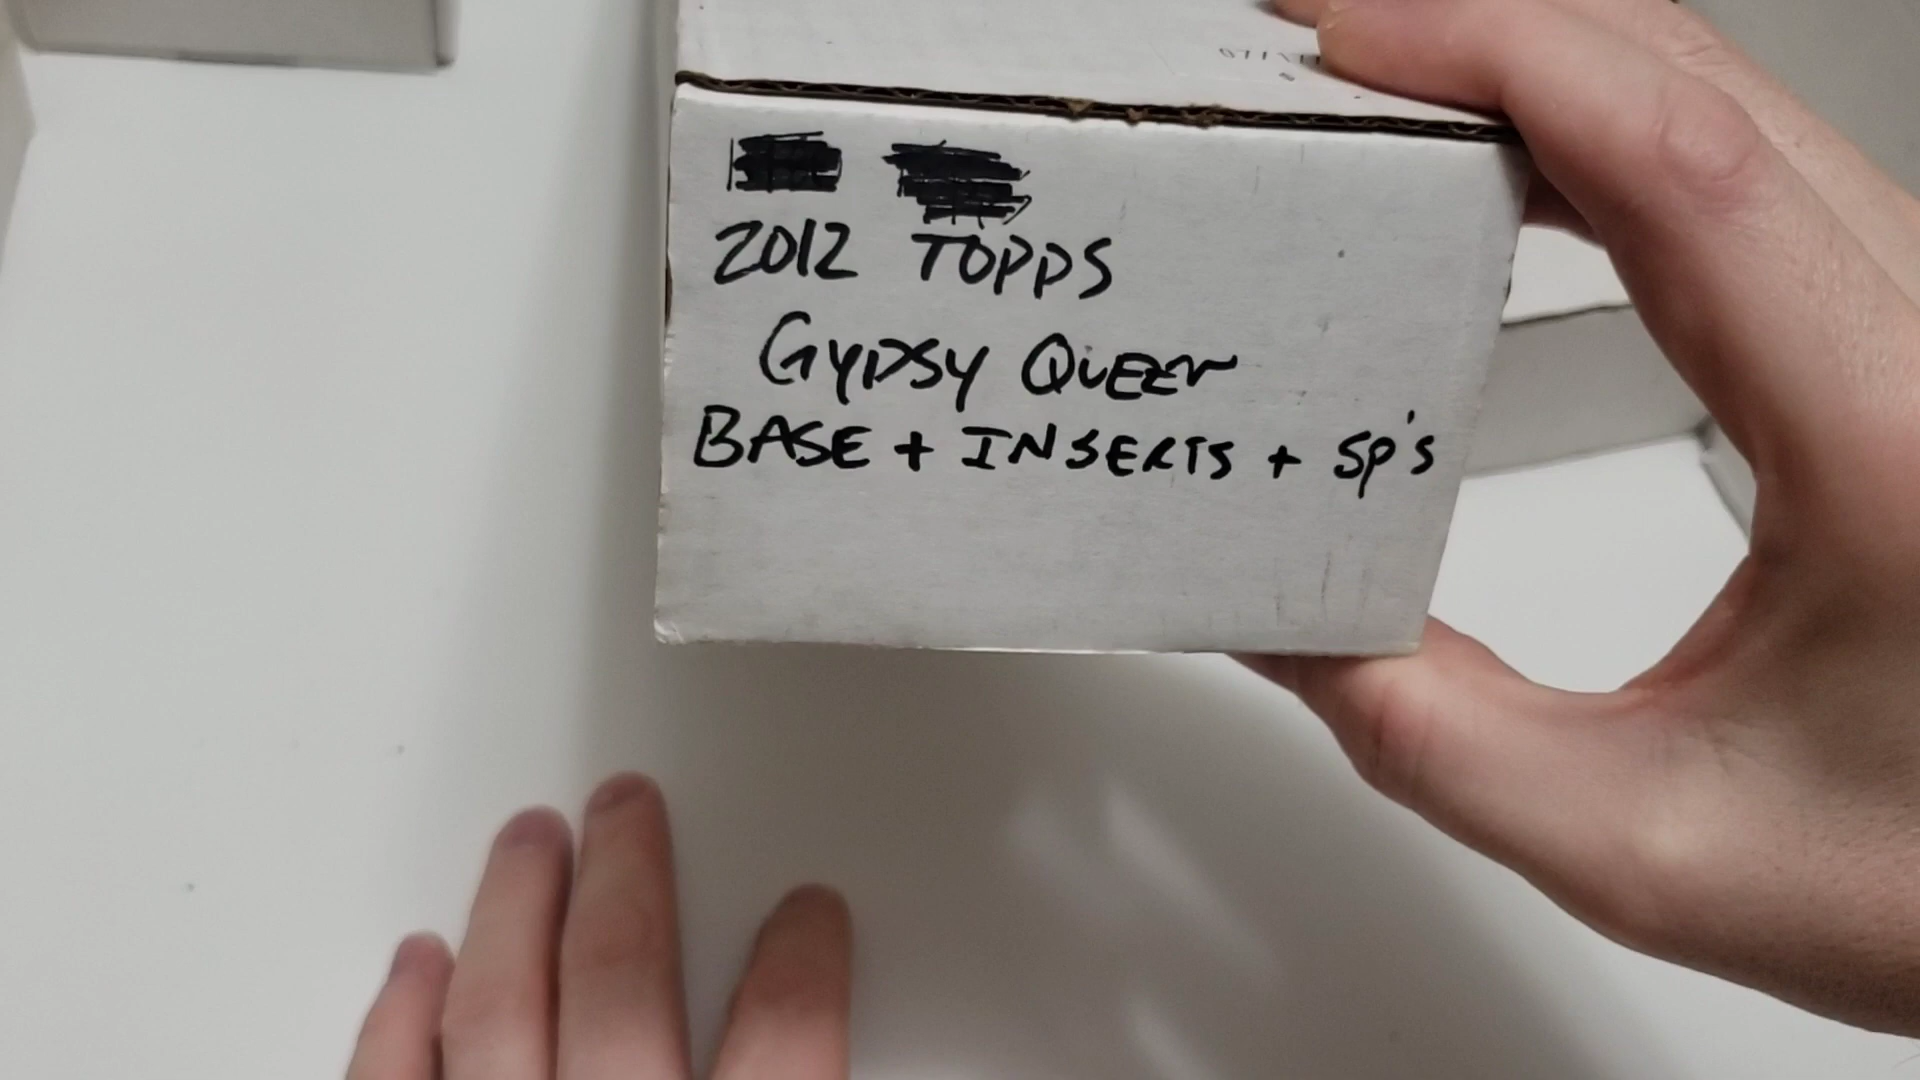 2012 TOPPS
GYPSY QUEEN
BASE + INSERTS + SP'S